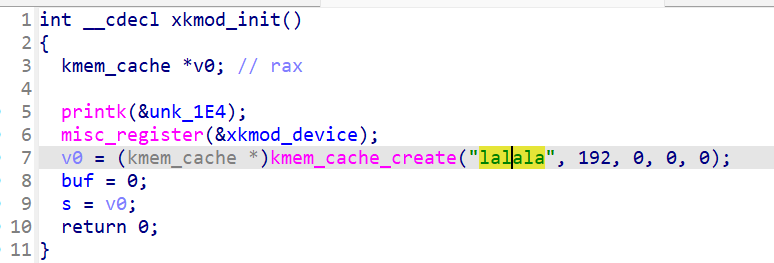 1 int __cdecl xkmod_init()
2 {
3 kmem_cache *v0; // rax
4
5 printk(&unk_1E4);
6 misc_register(&xkmod_device);
7 v0 = (kmem_cache *)kmem_cache_create("lalala", 192, 0, 0, 0);
8 buf = 0;
9 s = v0;
10 return 0;
11 }